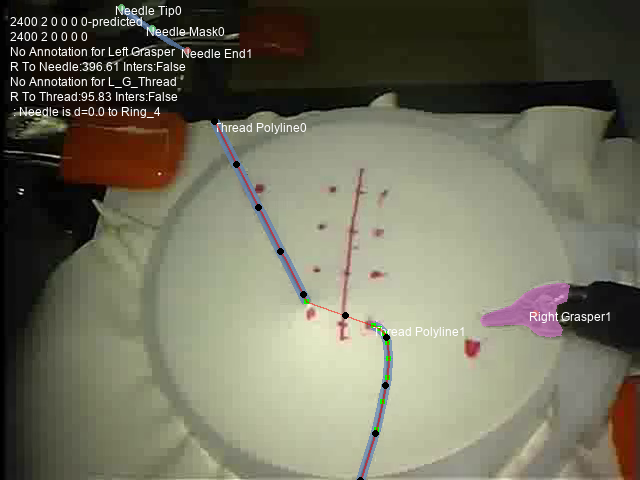 Needle Tip0
2400 2 0 0 0 0-predicted
2400 2 0 0 0 0
Needle-Mask0
No Annotation for Left Grasper
Needle End1
R To Needle:396.61 Inters:False
No Annotation for L_G_Thread
R To Thread:95.83 Inters:False
: Needle is d=0.0 to Ring_4
Thread Polyline0
Right Grasper1
Thread Polyline1